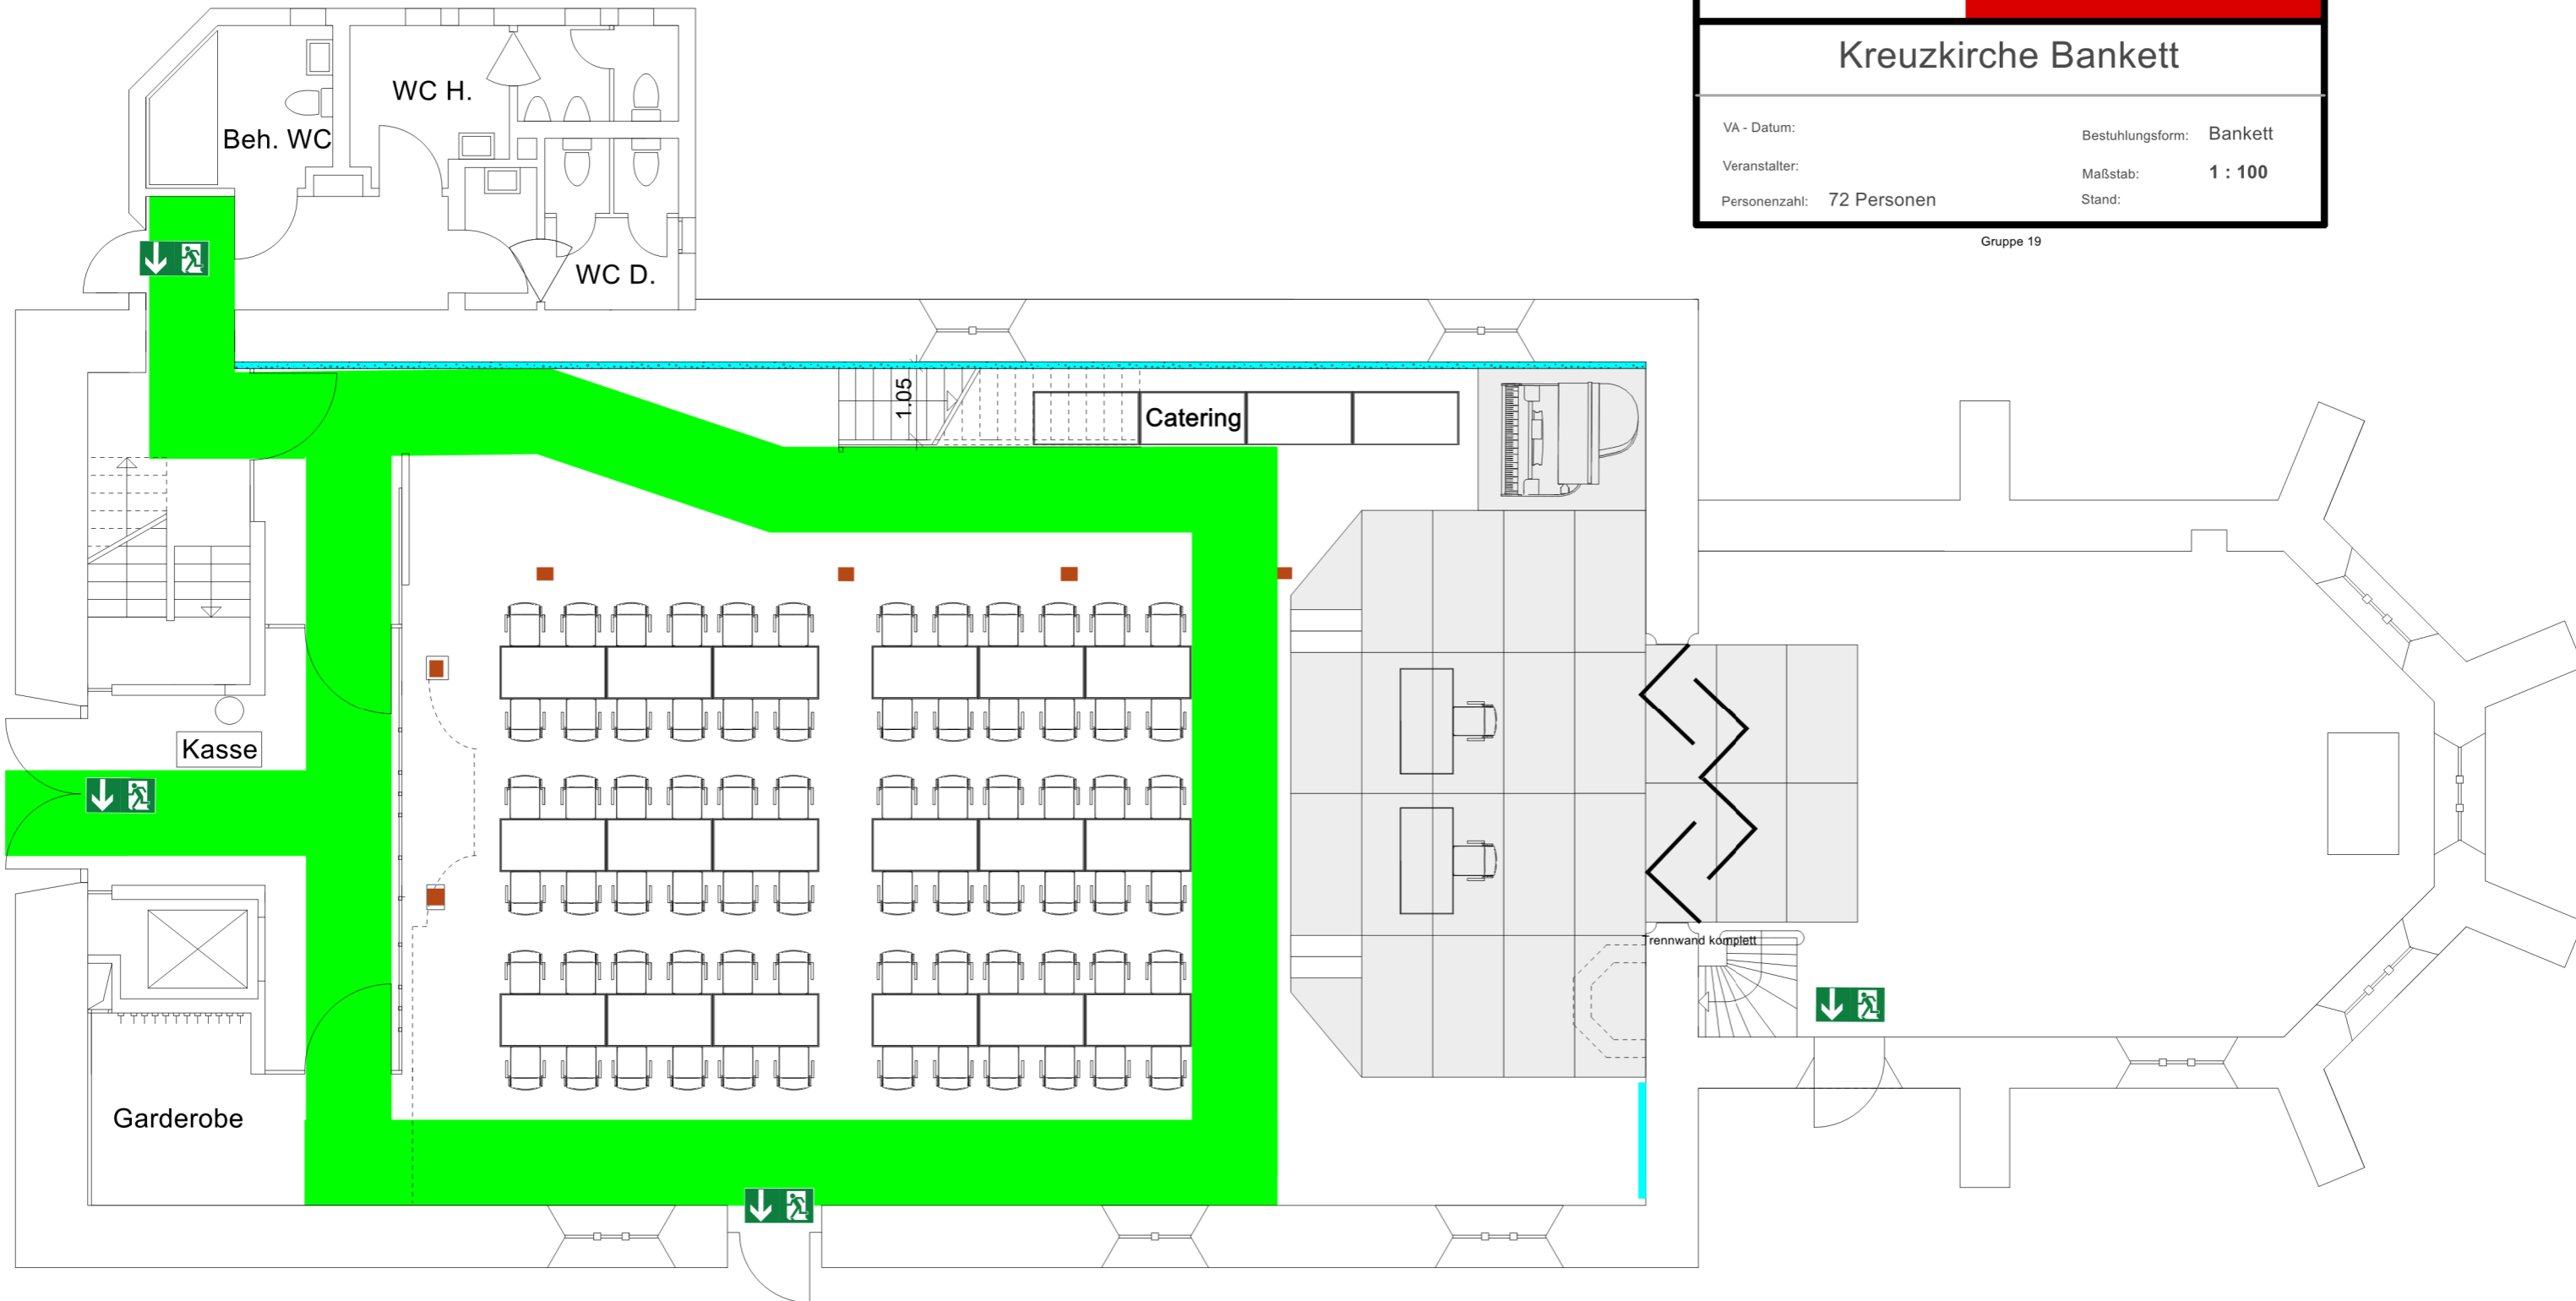 Kreuzkirche Bankett
VA - Datum:
Bestuhlungsform: Bankett
Veranstalter:
Maßstab: 1 : 100
Personenzahl: 72 Personen
Stand:
Gruppe 19
WC H.
Beh. WC
WC D.
1.05
Catering
Kasse
Trennwand komplett
Garderobe